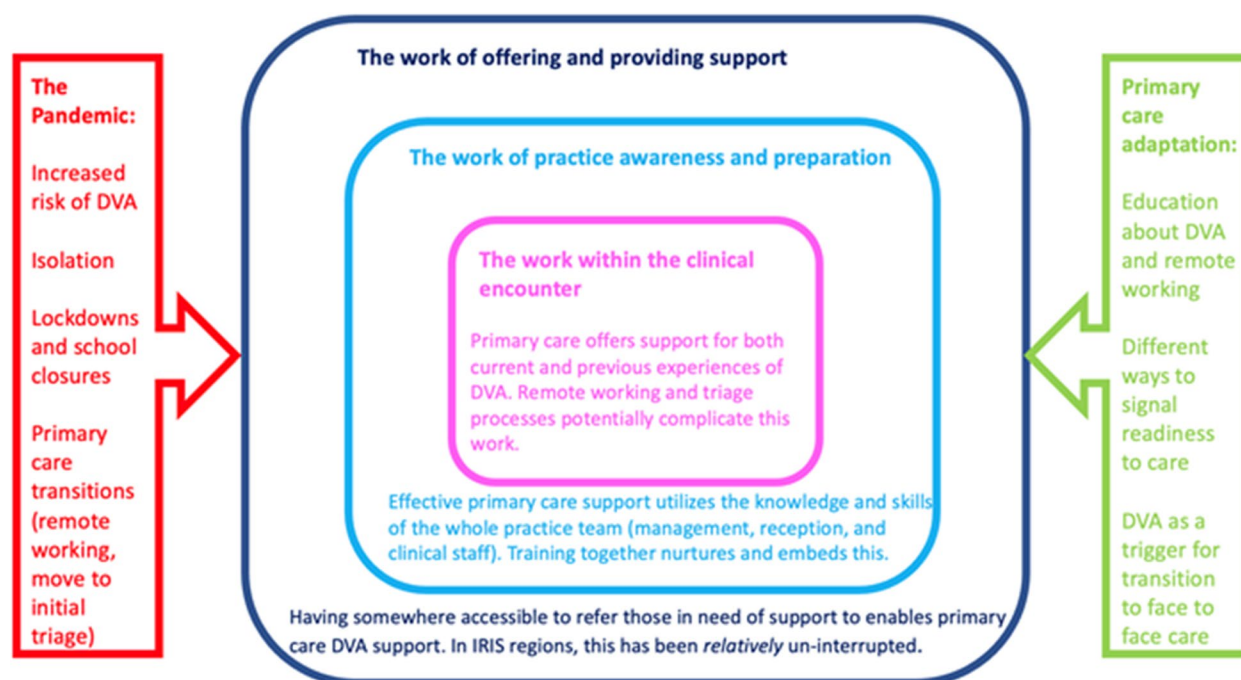 The
Pandemic:
Increased
risk of DVA
Isolation
Lockdowns
and school
closures
Primary
care
transitions
(remote
working,
move to
initial
triage)
The work of offering and providing support
The work of practice awareness and preparation
The work within the clinical
encounter
Primary care offers support for both
current and previous experiences of
DVA. Remote working and triage
processes potentially complicate this
work.
Effective primary care support utilizes the knowledge and skills
of the whole practice team (management, reception, and
clinical staff). Training together nurtures and embeds this.
Having somewhere accessible to refer those in need of support to enables primary
care DVA support. In IRIS regions, this has been relatively un-interrupted.
Primary
care
adaptation:
Education
about DVA
and remote
working
Different
ways to
signal
readiness
to care
DVA as a
trigger for
transition
to face to
face care